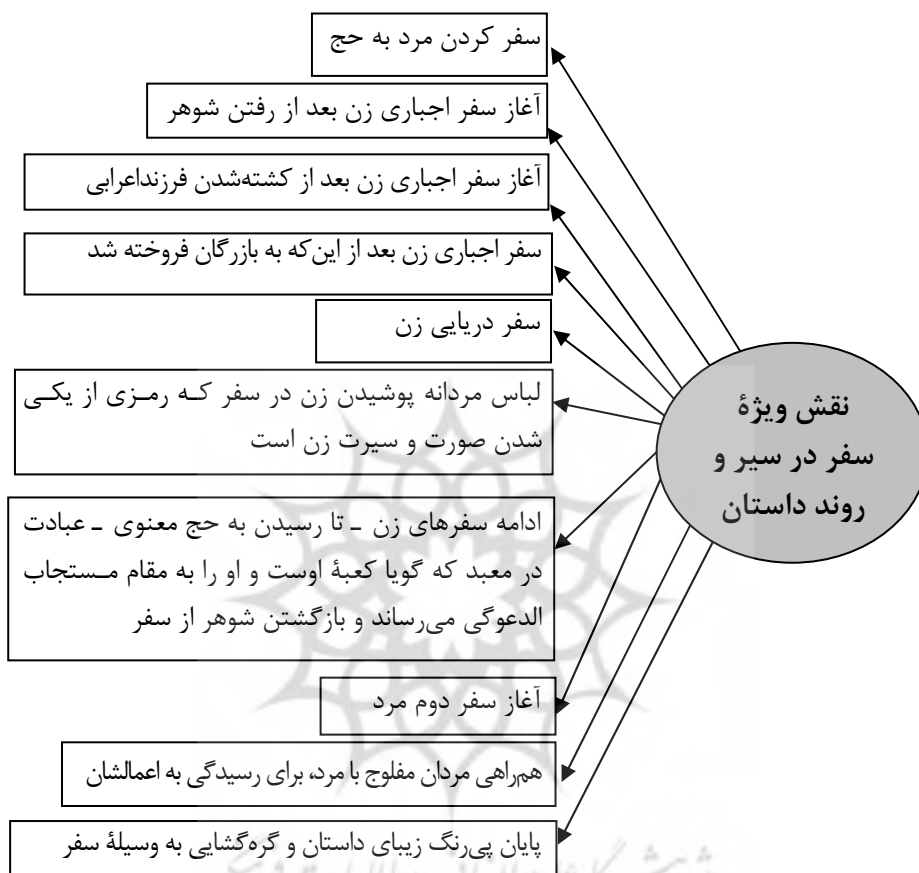 سفر کردن مرد به حج
آغاز سفر اجباری زن بعد از رفتن شوهر
آغاز سفر اجباری زن بعد از کشته‌شدن فرزنداعرابی
سفر اجباری زن بعد از این‌که به بازرگان فروخته شد
سفر دریایی زن
لباس مردانه پوشیدن زن در سفر کـه رمـزی از یکـی
شدن صورت و سیرت زن است
ادامه سفرهای زن ـ تا رسیدن به حج معنوی ـ عبادت
در معبد که گویا کعبۀ اوست و او را به مقام مـستجاب
الدعوگی می‌رساند و بازگشتن شوهر از سفر
آغاز سفر دوم مرد
هم‌راهی مردان مفلوج با مرد، برای رسیدگی به اعمالشان
پایان پی‌رنگ زیبای داستان و گره‌گشایی به وسیلۀ سفر
نقش ویژۀ
سفر در سیر و
روند داستان